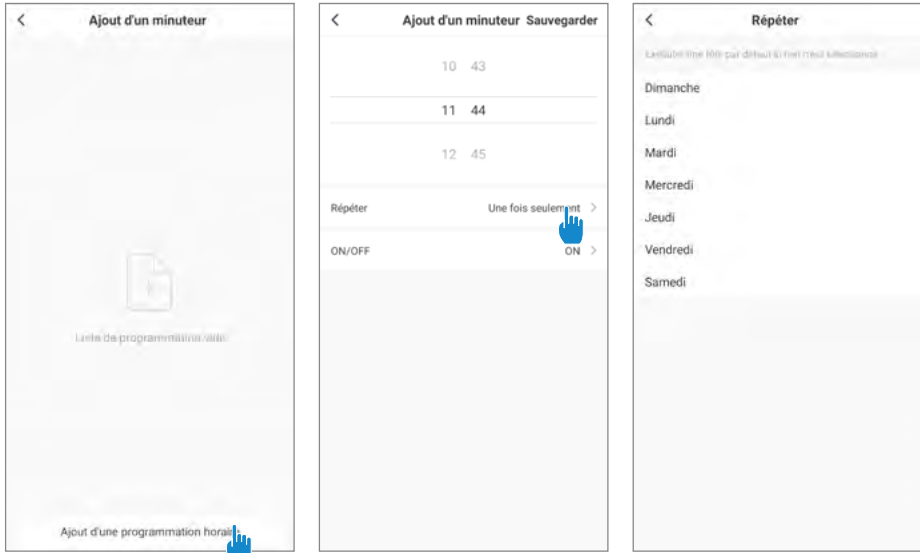 Ajout d'un minuteur
Liste de programmation vide
Ajout d'une programmation horaire
Ajout d'un minuteur Sauvegarder
10 43
11 44
12 45
Répéter Une fois seulement
ON/OFF ON
Répéter
Dimanche
Lundi
Mardi
Mercredi
Jeudi
Vendredi
Samedi